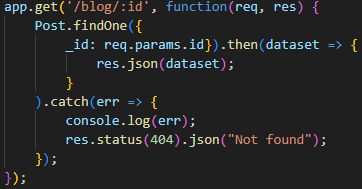 app.get('/blog/:id', function(req, res) {
    Post.findOne({
        _id: req.params.id}).then(dataset => {
            res.json(dataset);
        }
    ).catch(err => {
        console.log(err);
        res.status(404).json("Not found");
    });
});